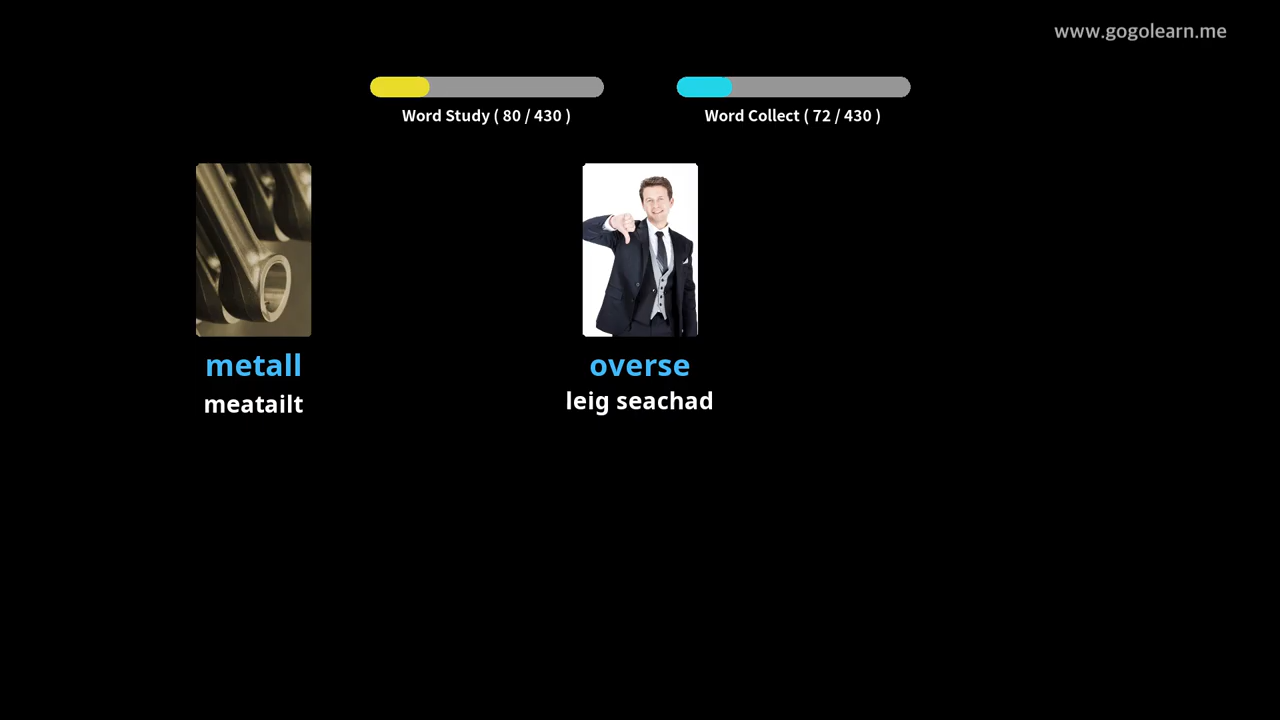 www.gogolearn.me
Word Study ( 80 / 430 )
Word Collect ( 72 / 430 )
metall
meatailt
overse
leig seachad